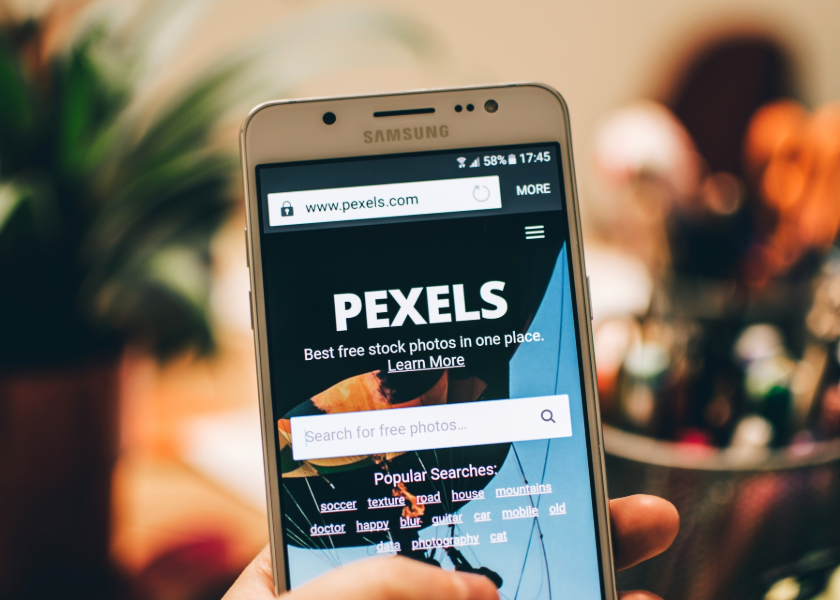 SAMSUNG
58% 17:45
www.pexels.com MORE
PEXELS
Best free stock photos in one place.
Learn More
Search for free photos...
Popular Searches:
soccer texture road house mountains
doctor happy blur guitar car mobile old
data photography cat